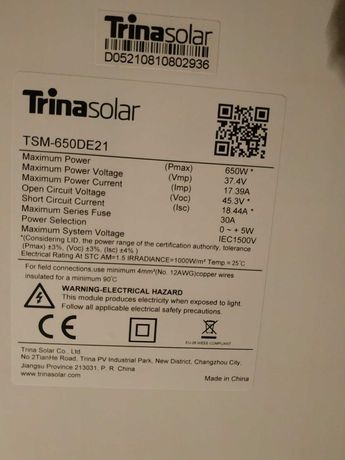 Trinasolar
D05210810802936
Trinasolar
TSM-650DE21
Maximum Power (Pmax) 650W *
Maximum Power Voltage (Vmp) 37.4V
Maximum Power Current (Imp) 17.39A
Open Circuit Voltage (Voc) 45.3V *
Short Circuit Current (Isc) 18.44A *
Maximum Series Fuse 30A
Power Selection 0 ~ +5W
Maximum System Voltage IEC1500V
*(Considering LID, the power range of the certification authority, tolerance
(Pmax) ±3%, (Voc) ±3%, (Isc) ±4% )
Electrical Rating At STC AM=1.5 IRRADIANCE=1000W/m² Temp = 25℃
For field connections,use minimum 4mm²(No. 12AWG)copper wires
insulated for a minimum 90℃
WARNING-ELECTRICAL HAZARD
This module produces electricity when exposed to light.
Follow all applicable electrical safety precautions.
CE
EU-28 WEEE COMPLIANT
Trina Solar Co., Ltd.
No 2TianHe Road, Trina PV Industrial Park, New District, Changzhou City,
Jiangsu Province 213031, P. R. China
www.trinasolar.com
Made in China